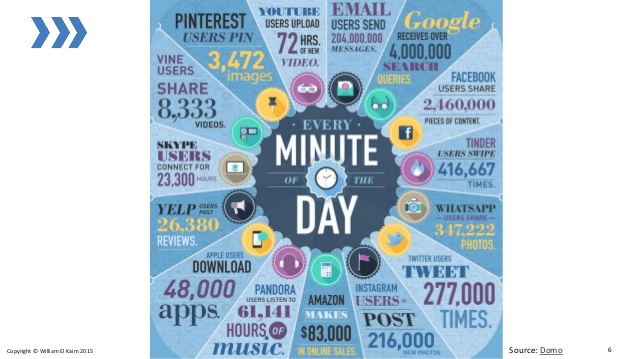 PINTEREST
USERS PIN
3,472
images
YOUTUBE
USERS UPLOAD
72 HRS.
OF NEW
VIDEO.
EMAIL
USERS SEND
204,000,000
MESSAGES.
Google
RECEIVES OVER
4,000,000
SEARCH
QUERIES.
FACEBOOK
USERS SHARE
2,460,000
PIECES OF CONTENT.
TINDER
USERS SWIPE
416,667
TIMES.
WHATSAPP
USERS SHARE
347,222
PHOTOS.
TWITTER USERS
TWEET
277,000
TIMES.
INSTAGRAM
USERS »
POST
216,000
NEW PHOTOS.
AMAZON
MAKES
$83,000
IN ONLINE SALES.
PANDORA
USERS LISTEN TO
61,141
HOURS OF
music.
APPLE USERS
DOWNLOAD
48,000
apps.
YELP USERS
POST
26,380
REVIEWS.
SKYPE
USERS
CONNECT FOR
23,300 HOURS.
VINE
USERS
SHARE
8,333
VIDEOS.
EVERY
MINUTE
OF THE
DAY
Copyright © William El Kaim 2015
Source: Domo
6